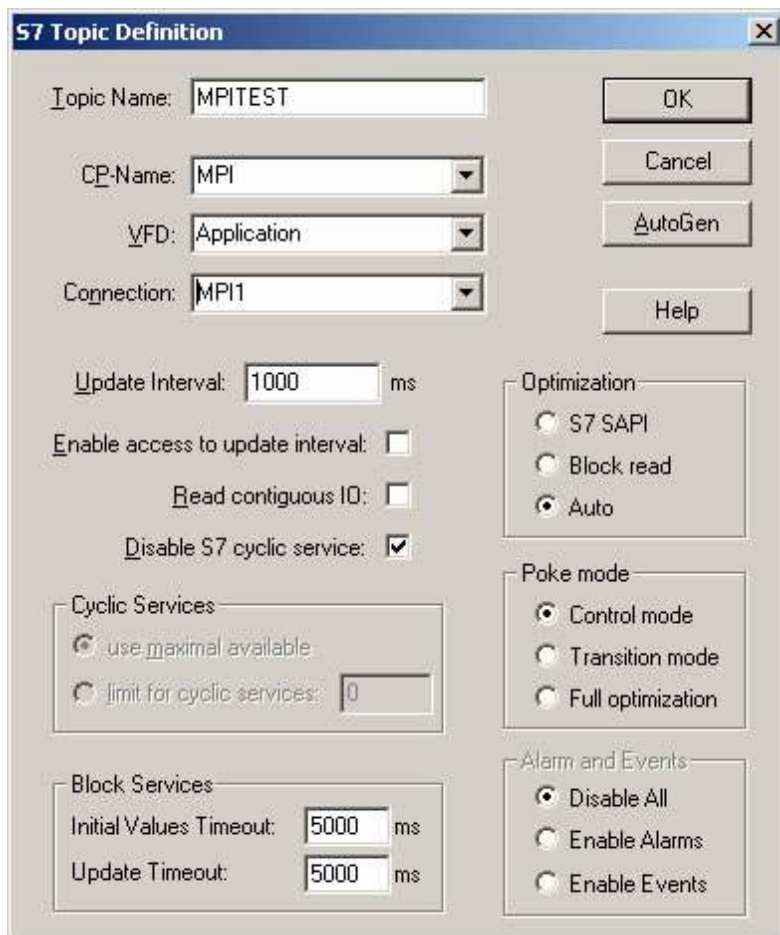 S7 Topic Definition
Topic Name: MPITEST
OK
CP-Name: MPI
Cancel
VFD: Application
AutoGen
Connection: MPI1
Help
Update Interval: 1000 ms
Enable access to update interval:
Read contiguous IO:
Disable S7 cyclic service:
Optimization
S7 SAPI
Block read
Auto
Cyclic Services
use maximal available
limit for cyclic services: 0
Poke mode
Control mode
Transition mode
Full optimization
Block Services
Initial Values Timeout: 5000 ms
Update Timeout: 5000 ms
Alarm and Events
Disable All
Enable Alarms
Enable Events